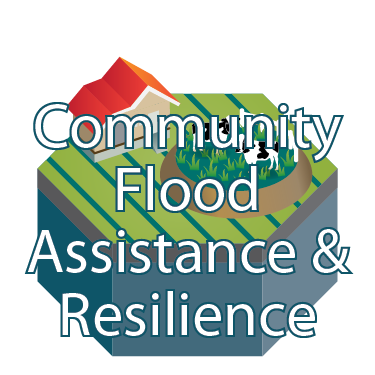 Community
Flood
Assistance &
Resilience